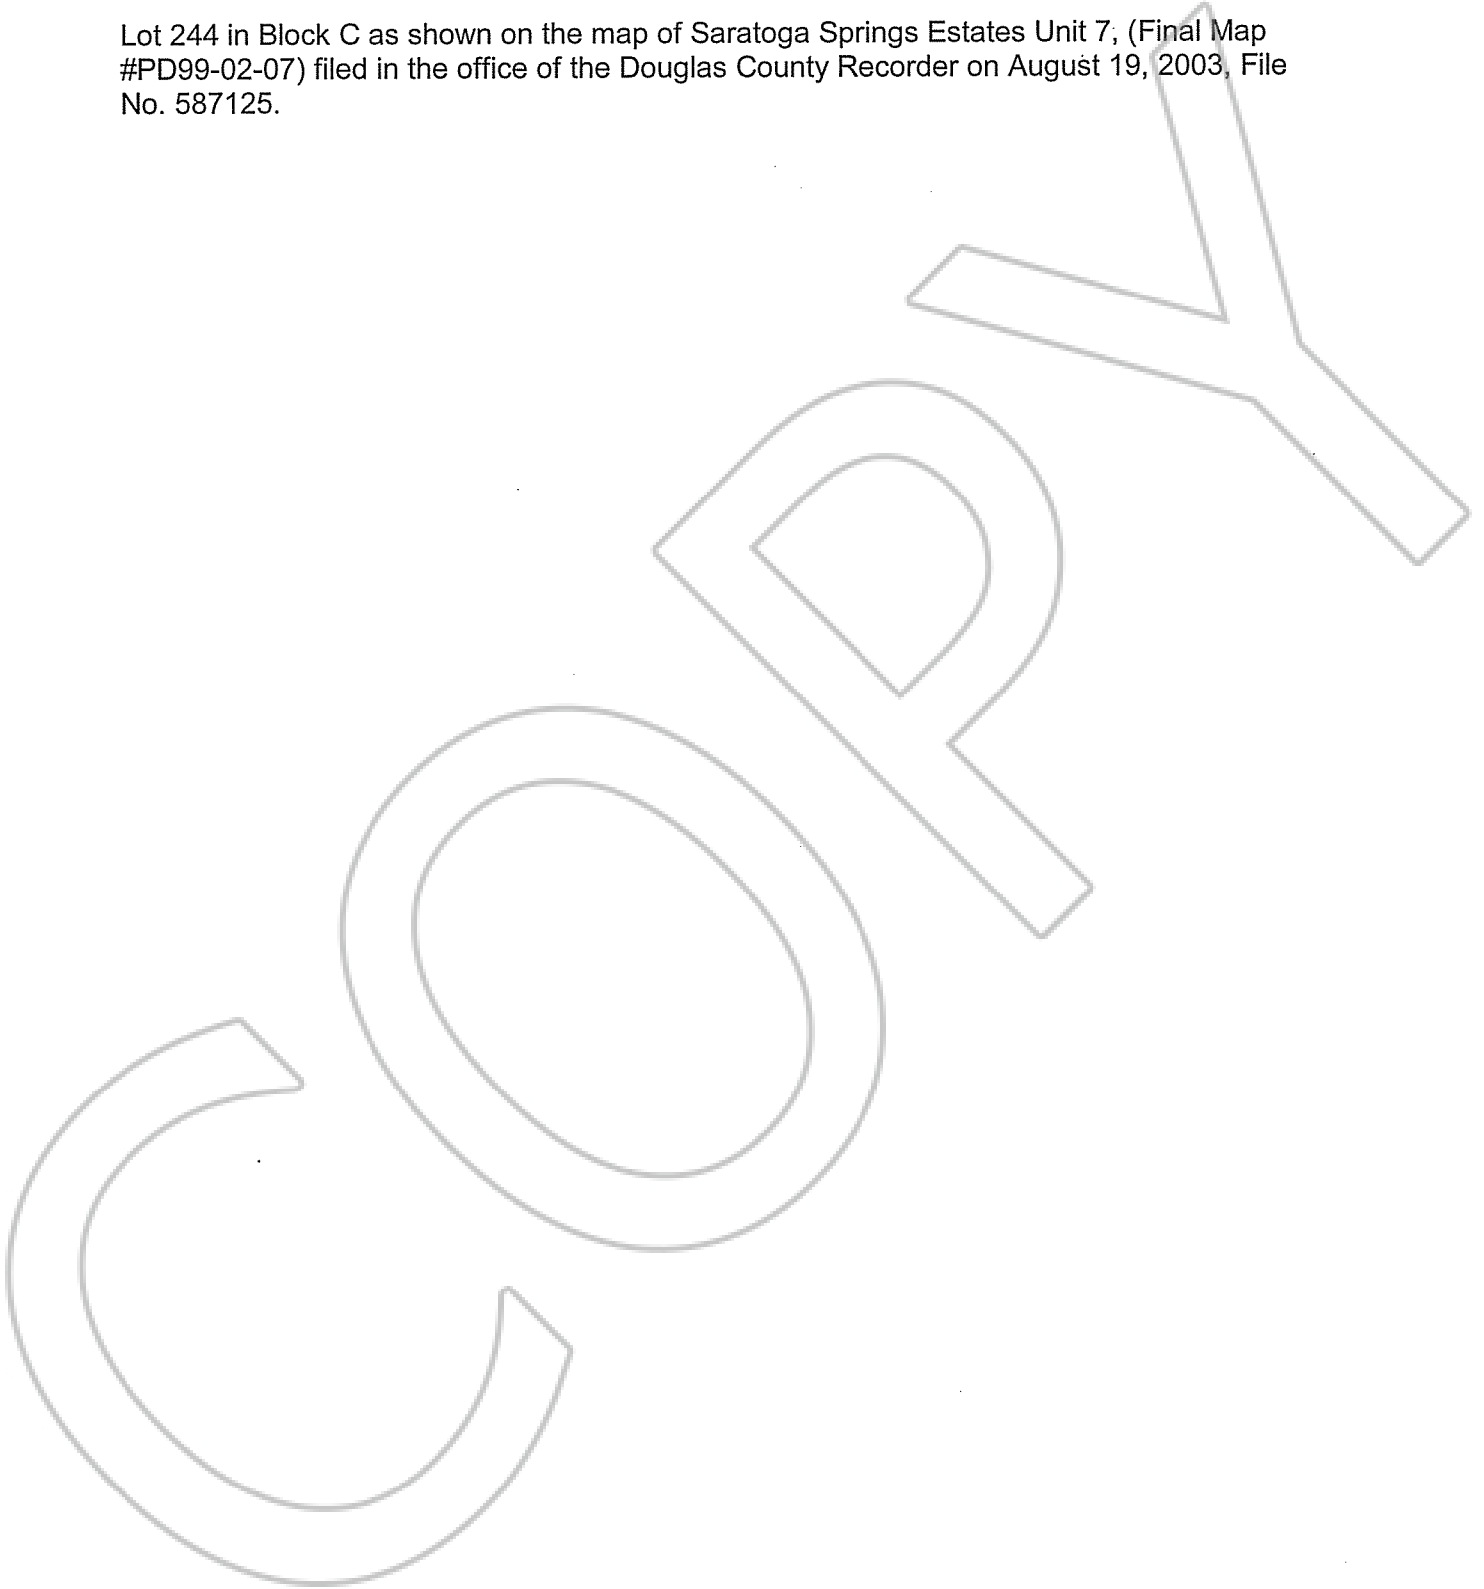 Lot 244 in Block C as shown on the map of Saratoga Springs Estates Unit 7, (Final Map
#PD99-02-07) filed in the office of the Douglas County Recorder on August 19, 2003, File
No. 587125.
COPY